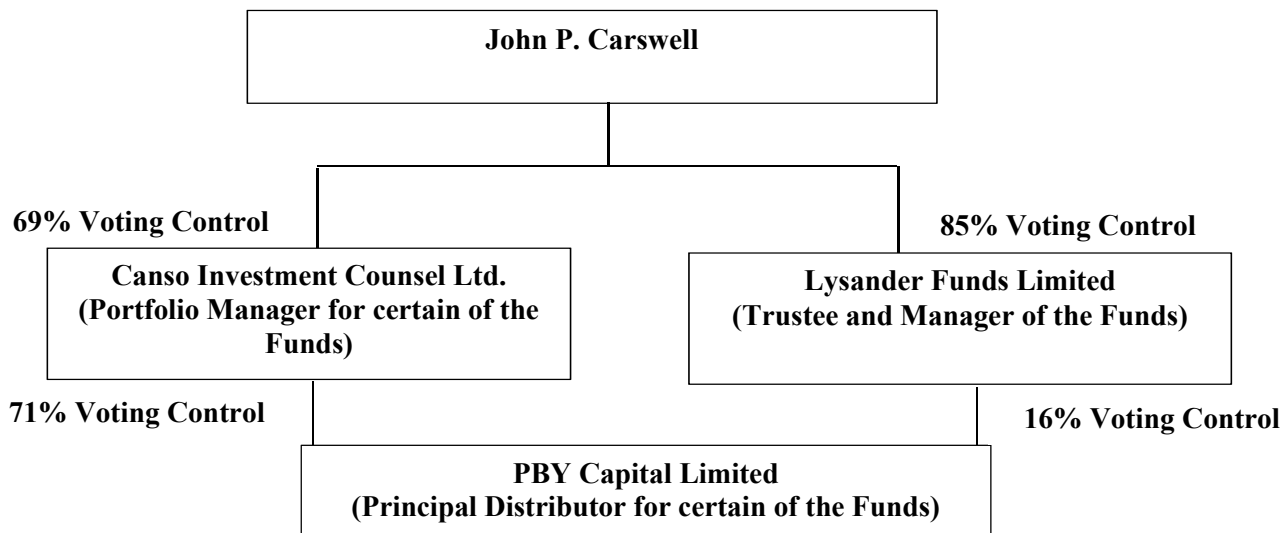 John P. Carswell
69% Voting Control
85% Voting Control
Canso Investment Counsel Ltd.
(Portfolio Manager for certain of the
Funds)
Lysander Funds Limited
(Trustee and Manager of the Funds)
71% Voting Control
16% Voting Control
PBY Capital Limited
(Principal Distributor for certain of the Funds)